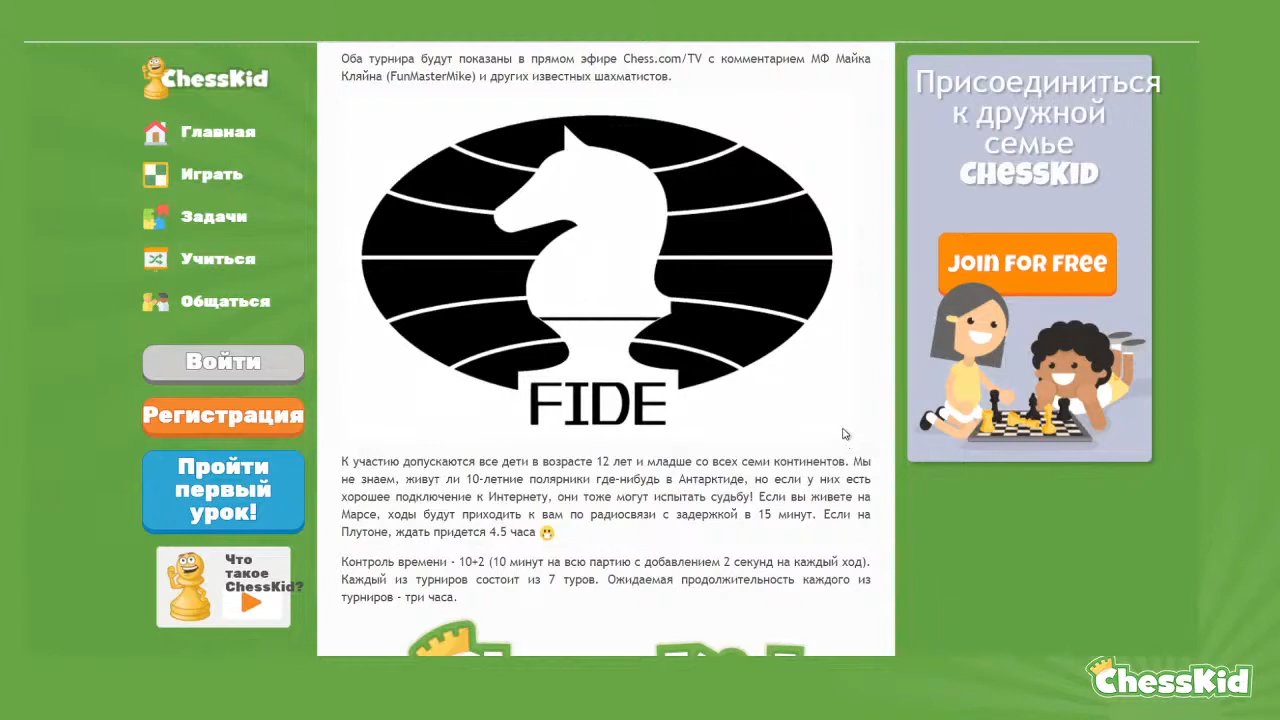 ChessKid
Главная
Играть
Задачи
Учиться
Общаться
Войти
Регистрация
Пройти
первый
урок!
Что
такое
ChessKid?
Оба турнира будут показаны в прямом эфире Chess.com/TV с комментарием МФ Майка
Кляйна (FunMasterMike) и других известных шахматистов.
FIDE
К участию допускаются все дети в возрасте 12 лет и младше со всех семи континентов. Мы
не знаем, живут ли 10-летние полярники где-нибудь в Антарктиде, но если у них есть
хорошее подключение к Интернету, они тоже могут испытать судьбу! Если вы живете на
Марсе, ходы будут приходить к вам по радиосвязи с задержкой в 15 минут. Если на
Плутоне, ждать придется 4.5 часа
Контроль времени - 10+2 (10 минут на всю партию с добавлением 2 секунд на каждый ход).
Каждый из турниров состоит из 7 туров. Ожидаемая продолжительность каждого из
турниров - три часа.
Присоединиться
к дружной
семье
ChessKid
Join for Free
ChessKid